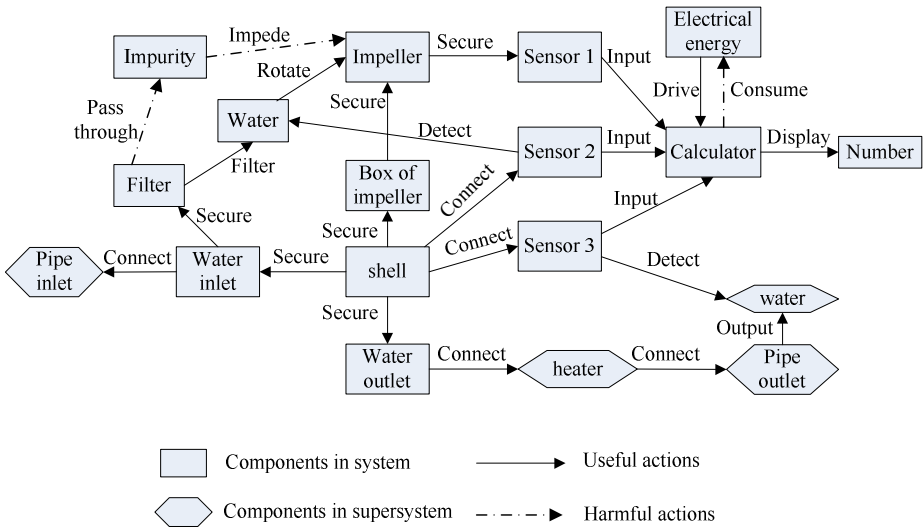 Electrical
energy
Impede
Impurity
Impeller
Secure
Sensor 1
Input
Rotate
Drive
Consume
Pass
through
Secure
Water
Detect
Filter
Sensor 2
Input
Calculator
Display
Number
Filter
Box of
impeller
Connect
Secure
Secure
Connect
Sensor 3
Input
Pipe
inlet
Connect
Water
inlet
Secure
shell
Detect
water
Secure
Output
Water
outlet
Connect
heater
Connect
Pipe
outlet
Components in system
Useful actions
Components in supersystem
Harmful actions